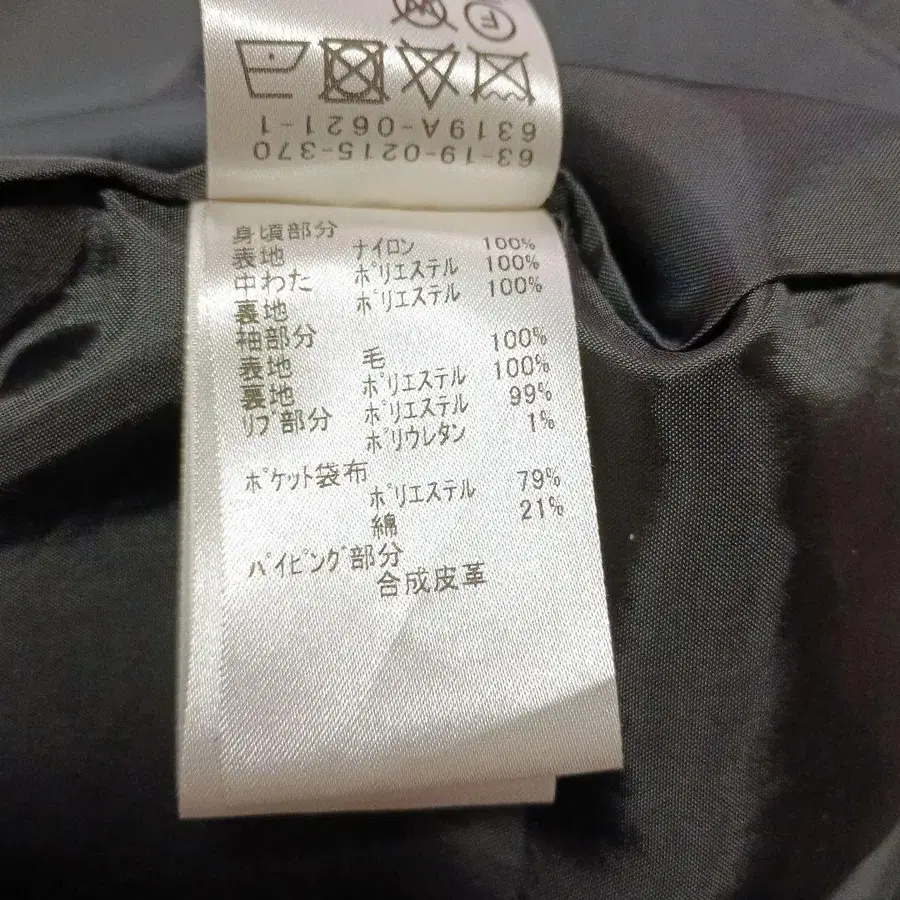 63-19-0215-370
6319A-0621-1
F
W
身頃部分
表地 ナイロン 100%
中わた ポリエステル 100%
裏地 ポリエステル 100%
袖部分
表地 毛 100%
裏地 ポリエステル 100%
リブ部分 ポリエステル 99%
ポリウレタン 1%
ポケット袋布
ポリエステル 79%
綿 21%
パイピング部分
合成皮革